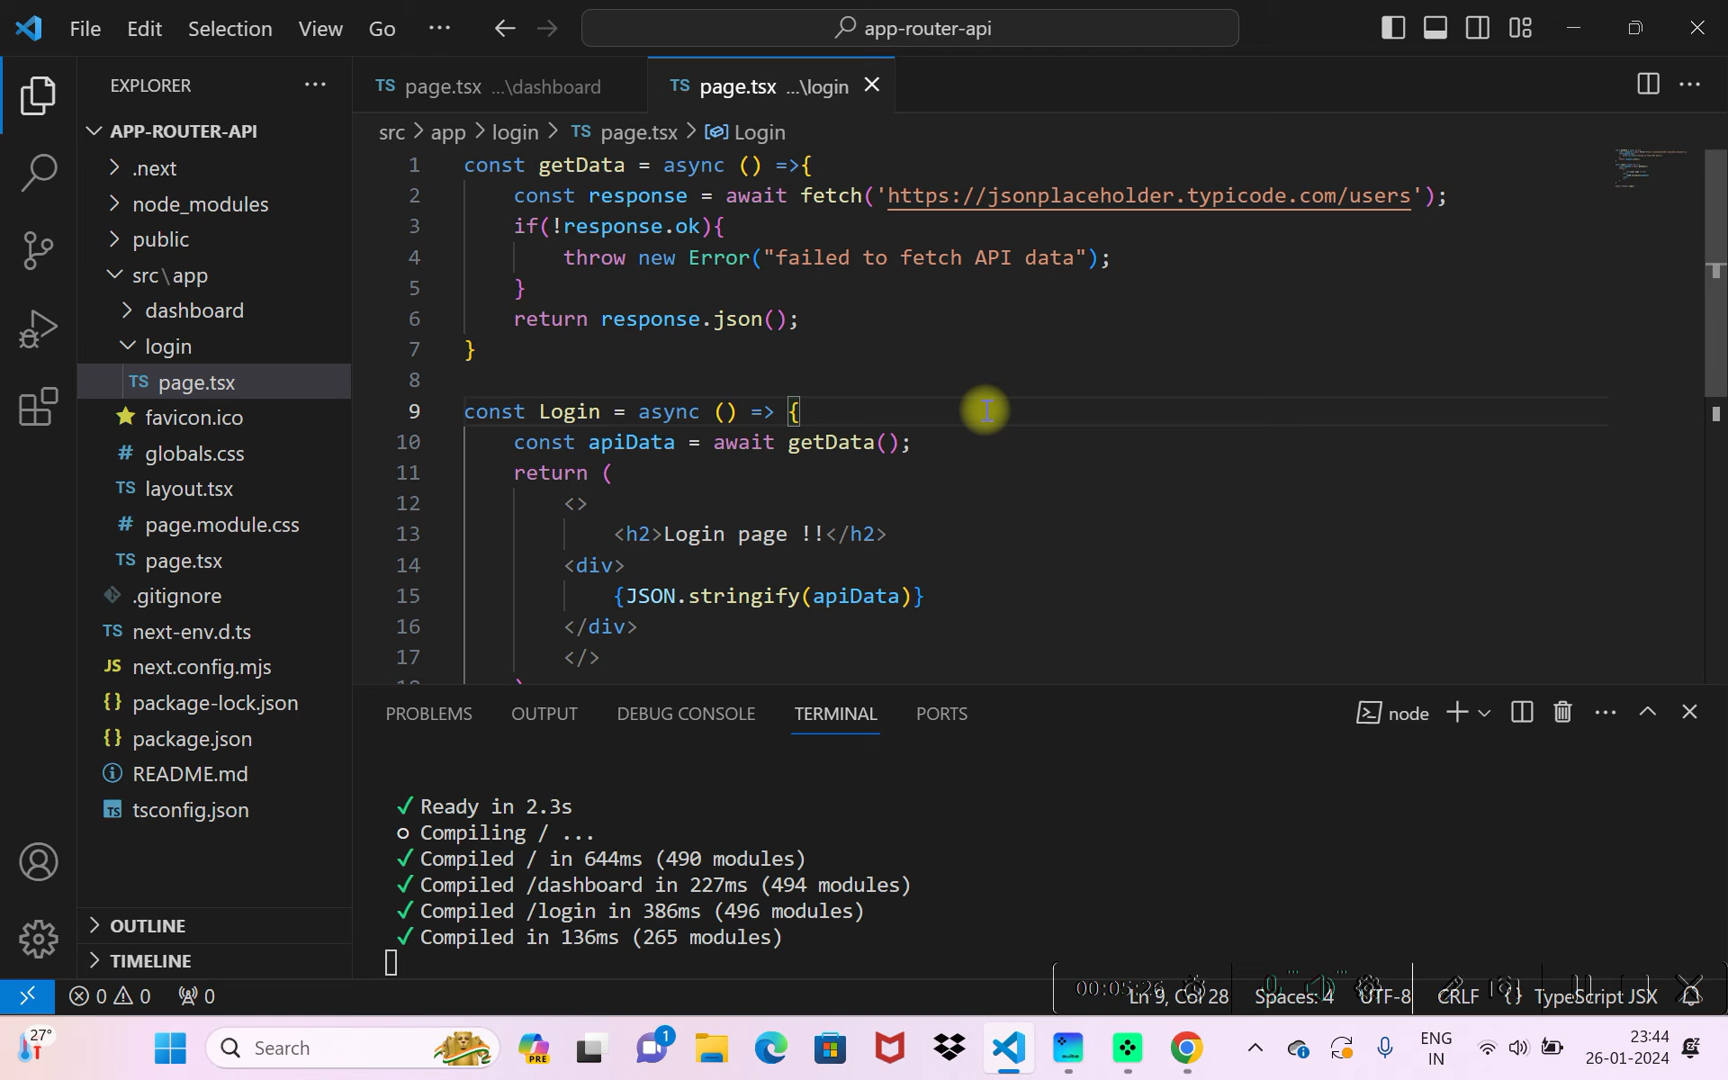 File Edit Selection View Go ··· app-router-api
EXPLORER ···
page.tsx ...\dashboard
page.tsx ...\login
APP-ROUTER-API
.next
node_modules
public
src\app
dashboard
login
TS page.tsx
favicon.ico
# globals.css
TS layout.tsx
# page.module.css
TS page.tsx
.gitignore
TS next-env.d.ts
JS next.config.mjs
{} package-lock.json
{} package.json
README.md
TS tsconfig.json
OUTLINE
TIMELINE
src > app > login > TS page.tsx > Login
1 const getData = async () =>{
2 const response = await fetch('https://jsonplaceholder.typicode.com/users');
3 if(!response.ok){
4 throw new Error("failed to fetch API data");
5 }
6 return response.json();
7 }
8
9 const Login = async () => {
10 const apiData = await getData();
11 return (
12 <>
13 <h2>Login page !!</h2>
14 <div>
15 {JSON.stringify(apiData)}
16 </div>
17 </>
PROBLEMS OUTPUT DEBUG CONSOLE TERMINAL PORTS node
✓ Ready in 2.3s
○ Compiling / ...
✓ Compiled / in 644ms (490 modules)
✓ Compiled /dashboard in 227ms (494 modules)
✓ Compiled /login in 386ms (496 modules)
✓ Compiled in 136ms (265 modules)
0 0 0 00:05:26 Ln 9, Col 28 Spaces: 4 UTF-8 CRLF {} TypeScript JSX
27° Search PRE 1 ENG IN 23:44 26-01-2024